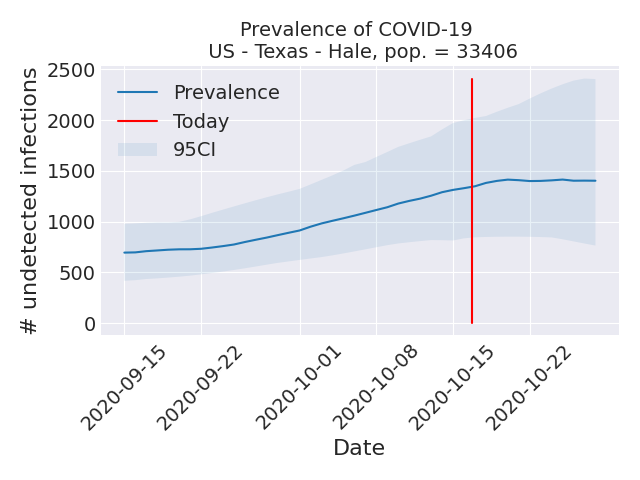 Prevalence of COVID-19
US - Texas - Hale, pop. = 33406
# undetected infections
2500
2000
1500
1000
500
0
Prevalence
Today
95CI
2020-09-15
2020-09-22
2020-10-01
2020-10-08
2020-10-15
2020-10-22
Date